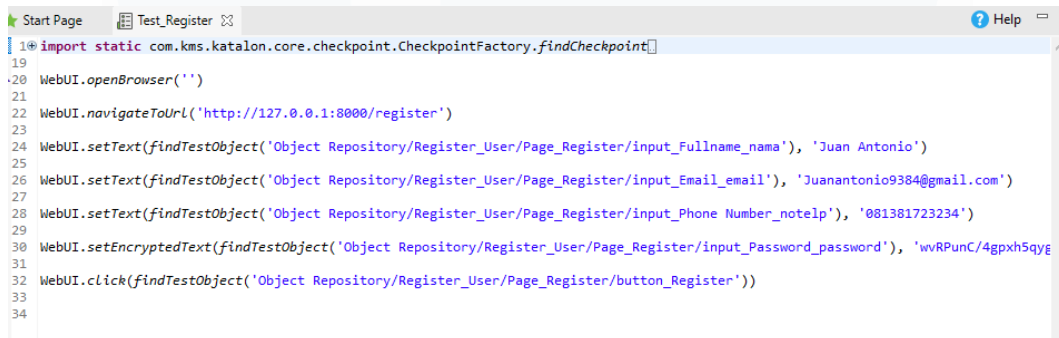 Start Page Test_Register Help
1 import static com.kms.katalon.core.checkpoint.CheckpointFactory.findCheckpoint
19
20 WebUI.openBrowser('')
21
22 WebUI.navigateToUrl('http://127.0.0.1:8000/register')
23
24 WebUI.setText(findTestObject('Object Repository/Register_User/Page_Register/input_Fullname_nama'), 'Juan Antonio')
25
26 WebUI.setText(findTestObject('Object Repository/Register_User/Page_Register/input_Email_email'), 'Juanantonio9384@gmail.com')
27
28 WebUI.setText(findTestObject('Object Repository/Register_User/Page_Register/input_Phone Number_notelp'), '081381723234')
29
30 WebUI.setEncryptedText(findTestObject('Object Repository/Register_User/Page_Register/input_Password_password'), 'wvRPunC/4gpxh5qyg
31
32 WebUI.click(findTestObject('Object Repository/Register_User/Page_Register/button_Register'))
33
34